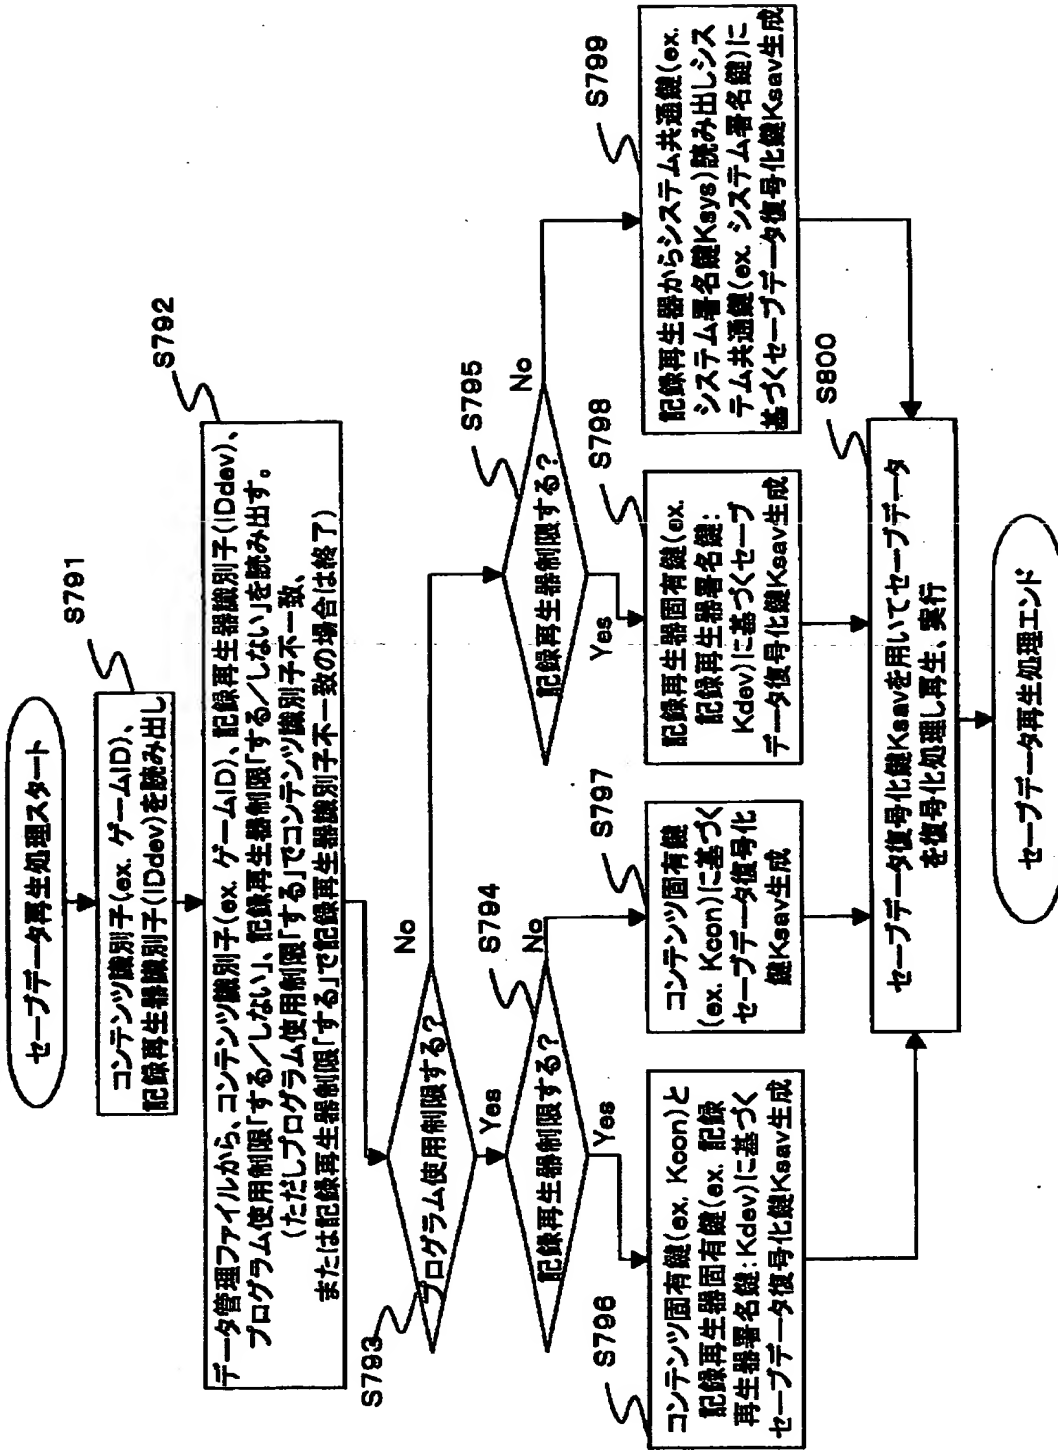 セーブデータ再生処理スタート
S791
コンテンツ識別子(ex. ゲームID)、
記録再生器識別子(IDdev)を読み出し
S792
データ管理ファイルから、コンテンツ識別子(ex. ゲームID)、記録再生器識別子(IDdev)、
プログラム使用制限「する／しない」、記録再生器制限「する／しない」を読み出す。
(ただしプログラム使用制限「する」でコンテンツ識別子不一致、
または記録再生器制限「する」で記録再生器識別子不一致の場合は終了)
S793
プログラム使用制限する?
No
Yes
S794
記録再生器制限する?
No
Yes
S795
記録再生器制限する?
No
Yes
S796
コンテンツ固有鍵(ex. Kcon)と
記録再生器固有鍵(ex. 記録
再生器署名鍵:Kdev)に基づく
セーブデータ復号化鍵Ksav生成
S797
コンテンツ固有鍵
(ex. Kcon)に基づく
セーブデータ復号化
鍵Ksav生成
S798
記録再生器固有鍵(ex.
記録再生器署名鍵:
Kdev)に基づくセーブ
データ復号化鍵Ksav生成
S799
記録再生器からシステム共通鍵(ex.
システム署名鍵Ksys)読み出しシス
テム共通鍵(ex. システム署名鍵)に
基づくセーブデータ復号化鍵Ksav生成
S800
セーブデータ復号化鍵Ksavを用いてセーブデータ
を復号化処理し再生、実行
セーブデータ再生処理エンド